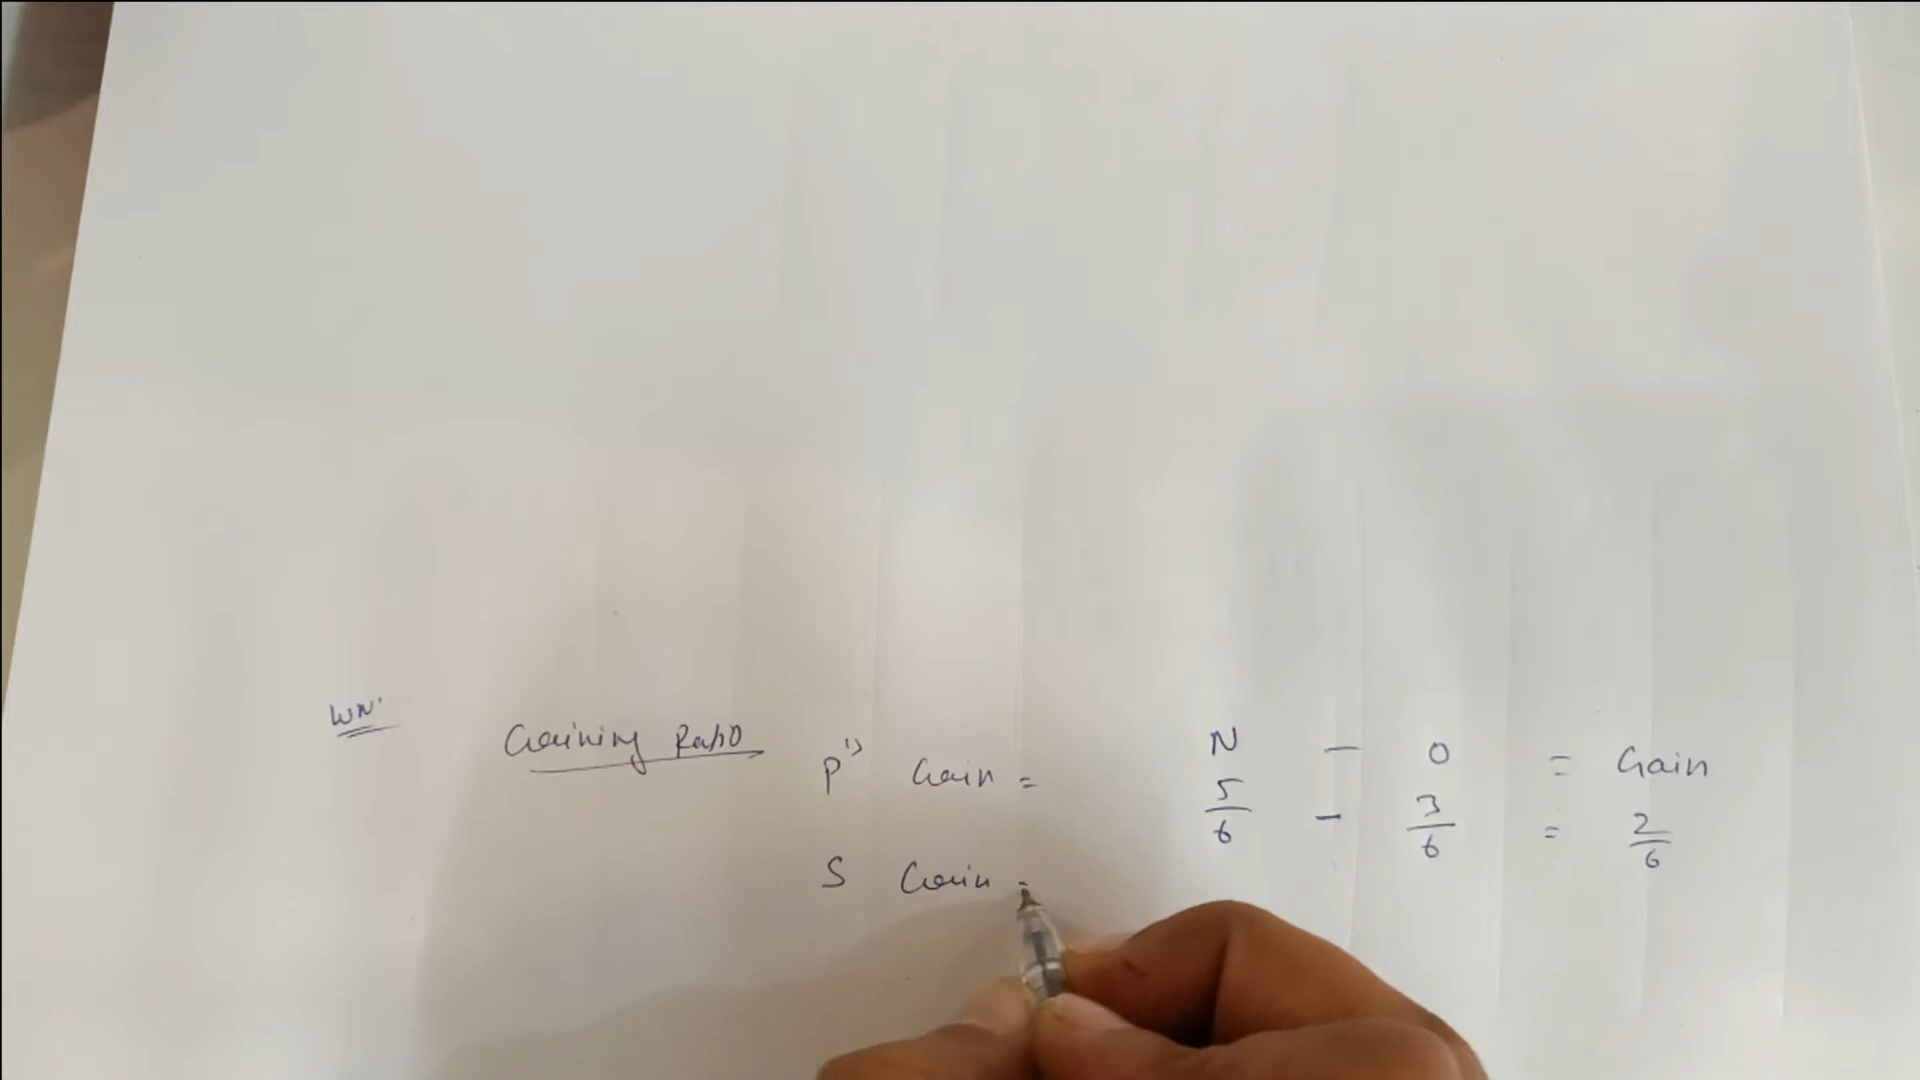 WN'
Gaining Ratio
N - O = Gain
P's Gain = 5/6 - 3/6 = 2/6
S Gain =